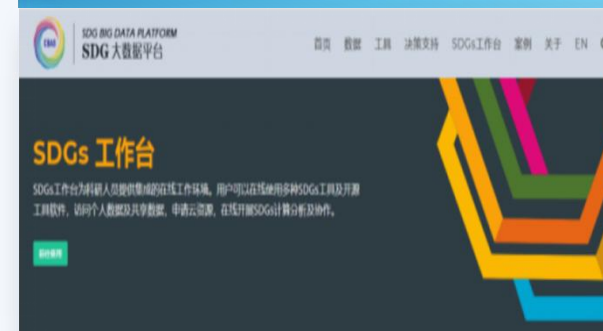 CBAS
SDG BIG DATA PLATFORM
SDG 大数据平台
首页 数据 工具 决策支持 SDGs工作台 案例 关于 EN
SDGs 工作台
SDGs工作台为科研人员提供集成的在线工作环境。用户可以在线使用多种SDGs工具及开源
工具软件，访问个人数据及共享数据，申请云资源，在线开展SDGs计算分析及协作。